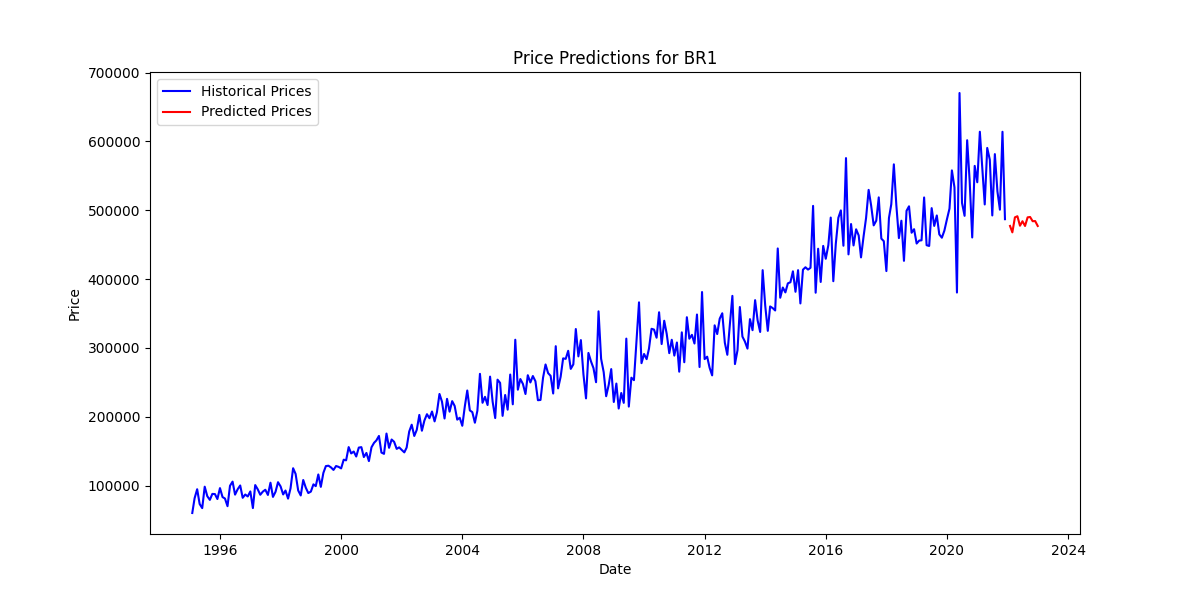 Price Predictions for BR1
700000
600000
500000
400000
300000
200000
100000
Price
Historical Prices
Predicted Prices
1996 2000 2004 2008 2012 2016 2020 2024
Date